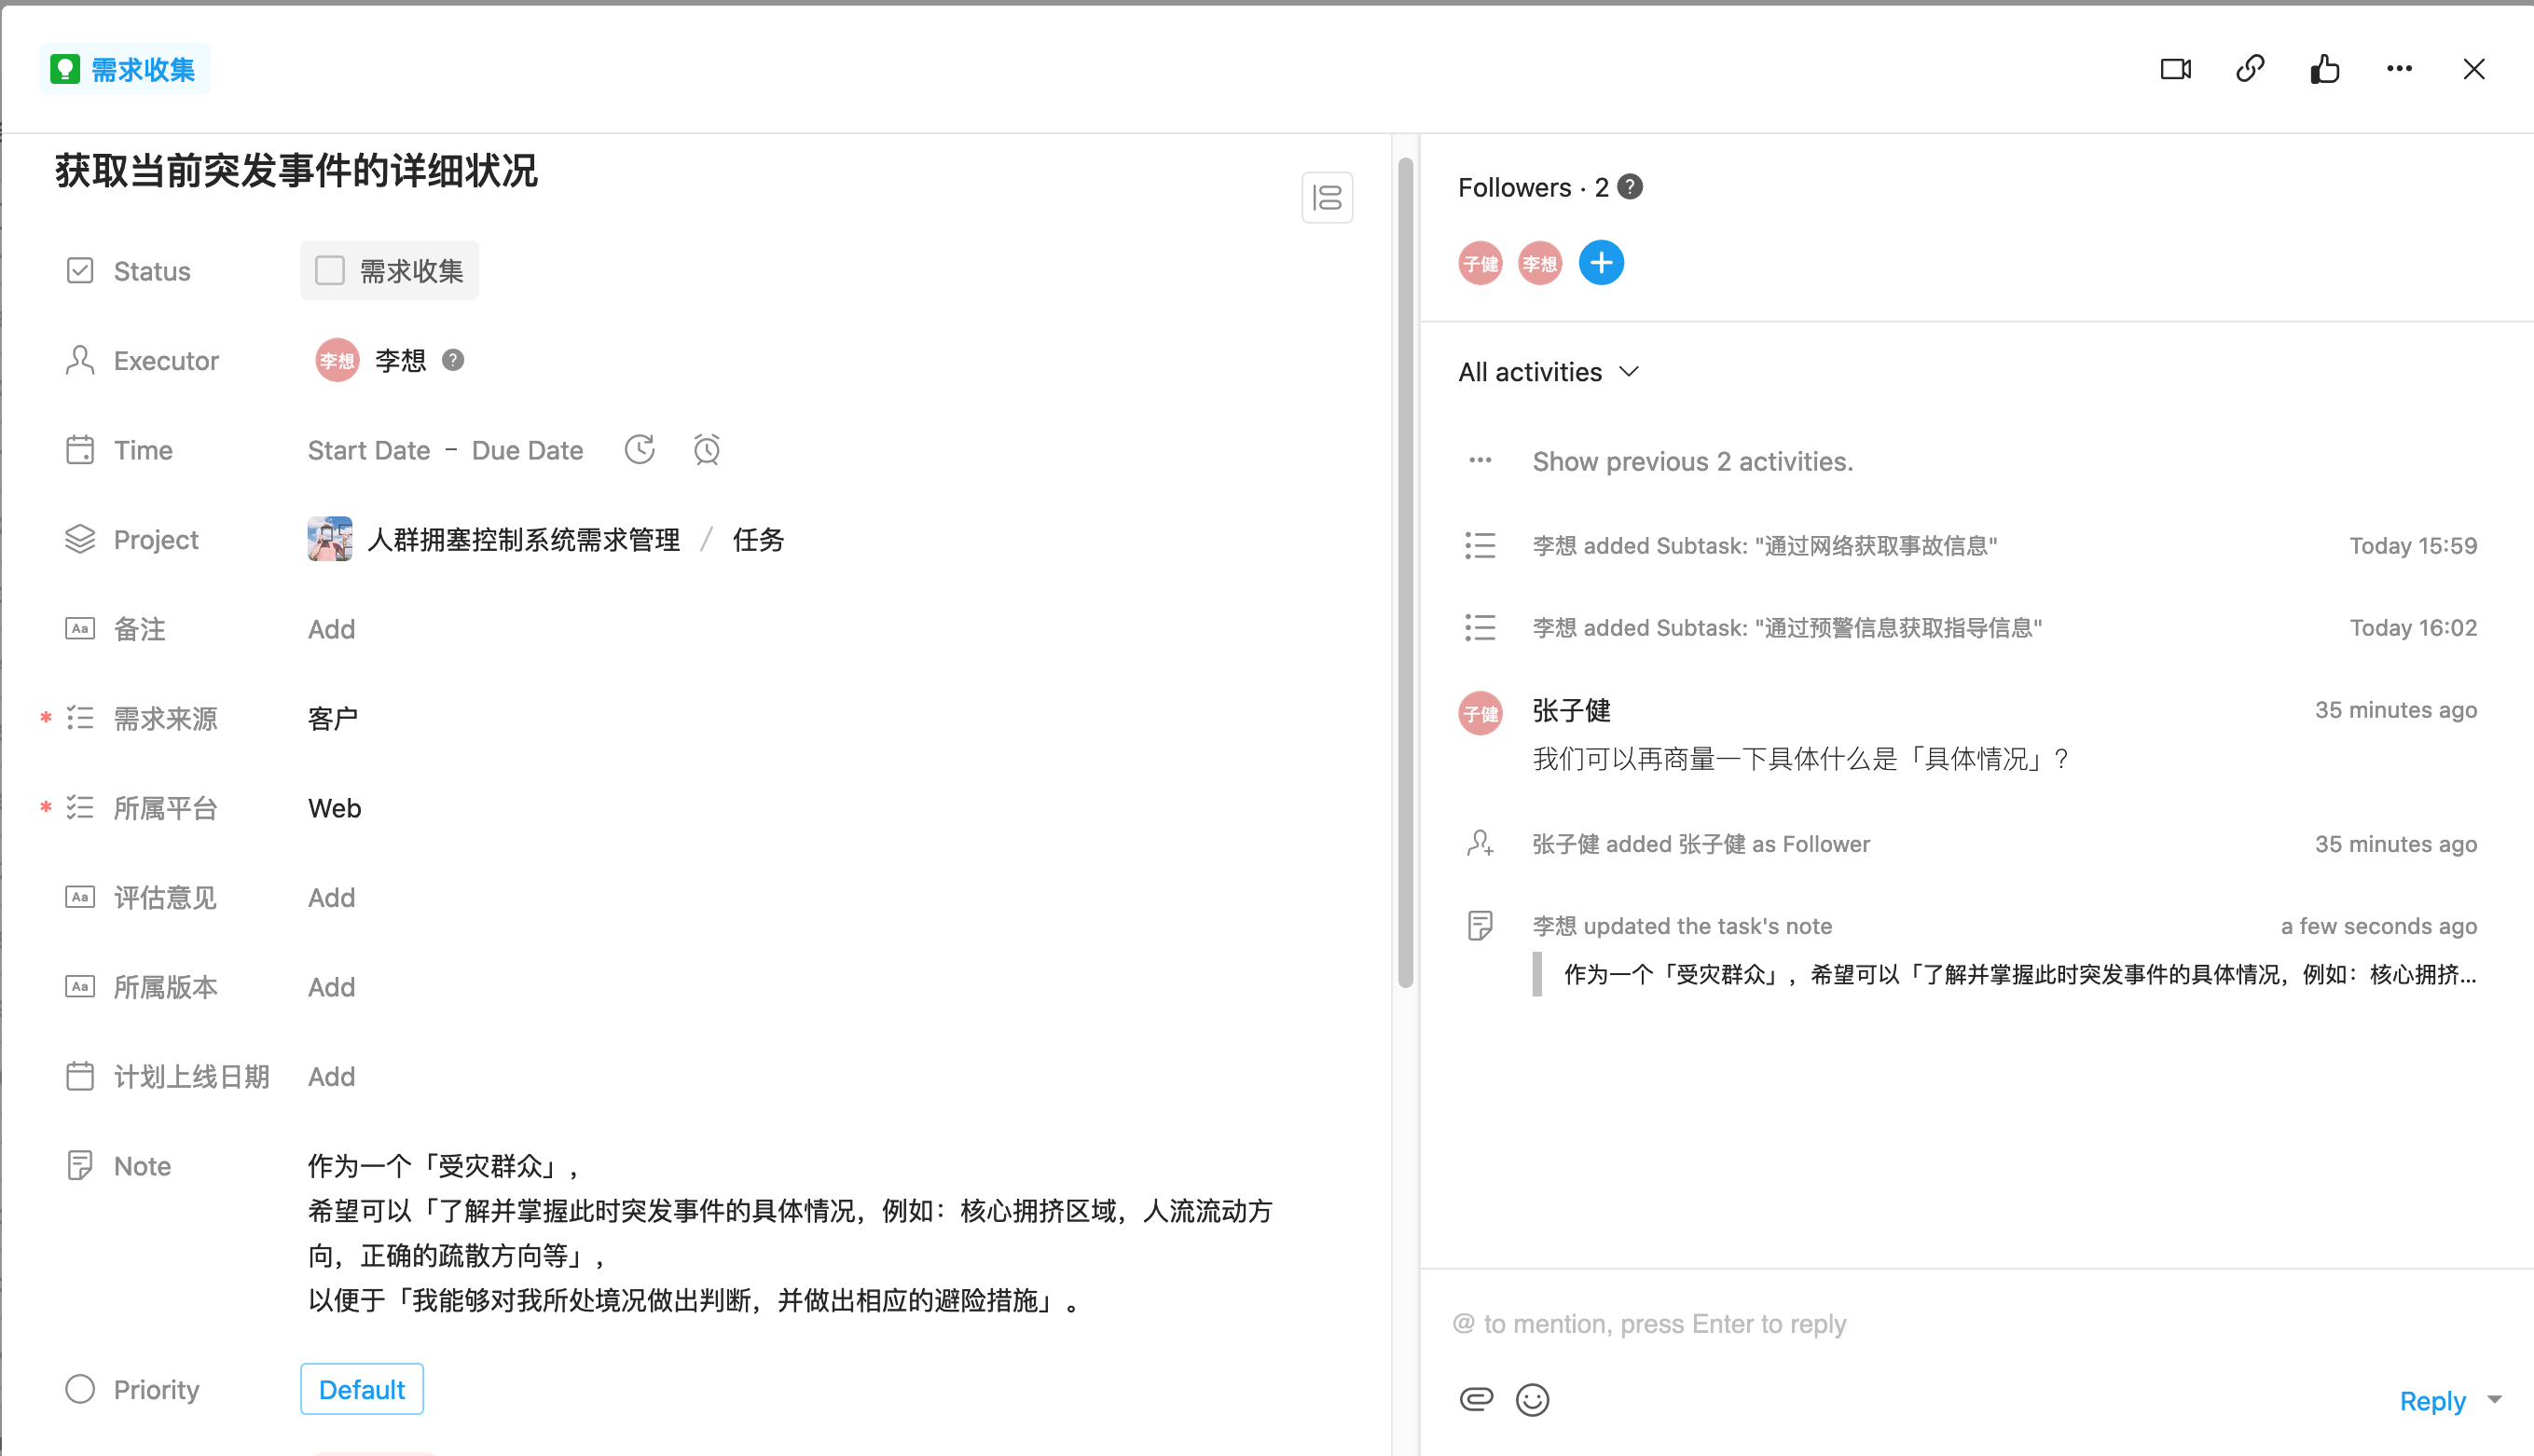 需求收集
获取当前突发事件的详细状况
Status
需求收集
Executor
李想 李想 ?
Time
Start Date – Due Date
Project
人群拥塞控制系统需求管理 / 任务
Aa 备注
Add
* 需求来源
客户
* 所属平台
Web
Aa 评估意见
Add
Aa 所属版本
Add
计划上线日期
Add
Note
作为一个「受灾群众」，
希望可以「了解并掌握此时突发事件的具体情况，例如：核心拥挤区域，人流流动方
向，正确的疏散方向等」，
以便于「我能够对我所处境况做出判断，并做出相应的避险措施」。
Priority
Default
Followers · 2 ?
子健 李想
All activities
Show previous 2 activities.
李想 added Subtask: "通过网络获取事故信息"
Today 15:59
李想 added Subtask: "通过预警信息获取指导信息"
Today 16:02
子健 张子健
35 minutes ago
我们可以再商量一下具体什么是「具体情况」？
张子健 added 张子健 as Follower
35 minutes ago
李想 updated the task's note
a few seconds ago
作为一个「受灾群众」，希望可以「了解并掌握此时突发事件的具体情况，例如：核心拥挤...
@ to mention, press Enter to reply
Reply